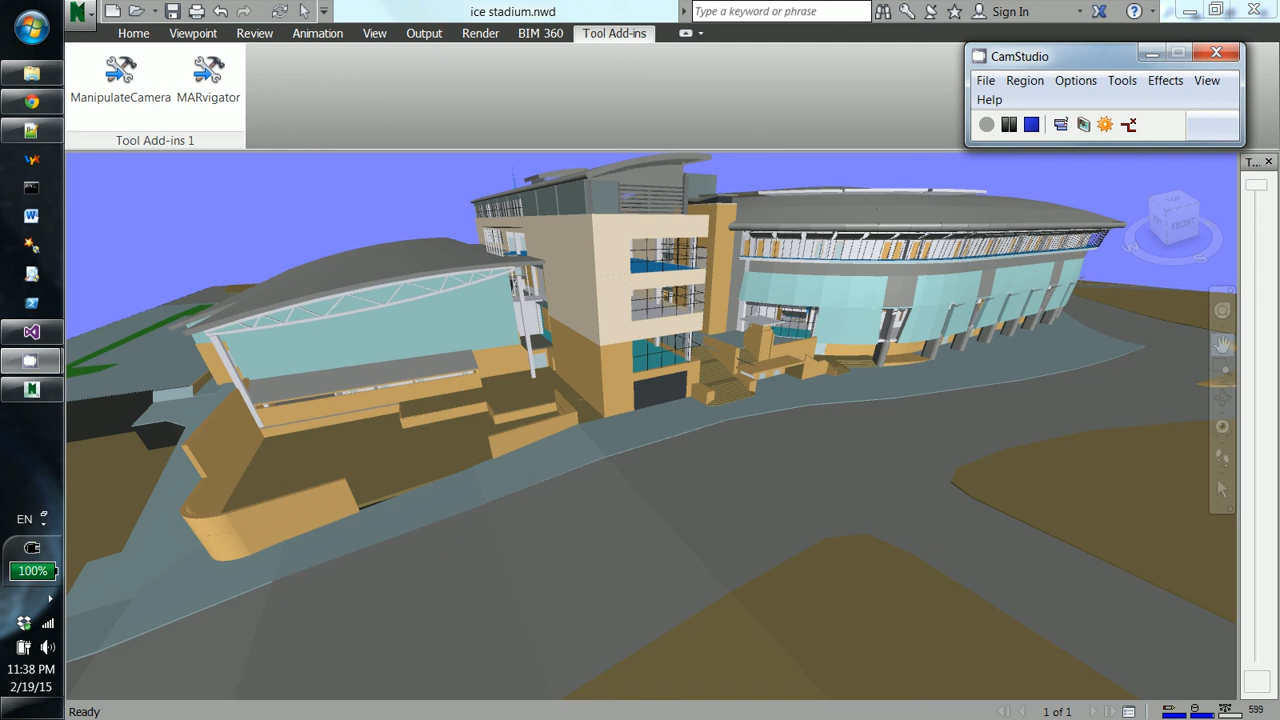 ice stadium.nwd
Type a keyword or phrase
Sign In
Home Viewpoint Review Animation View Output Render BIM 360 Tool Add-ins
ManipulateCamera MARvigator
Tool Add-ins 1
CamStudio
File Region Options Tools Effects View
Help
T...
TOP
FRONT
EN
100%
11:38 PM
2/19/15
Ready
1 of 1
599